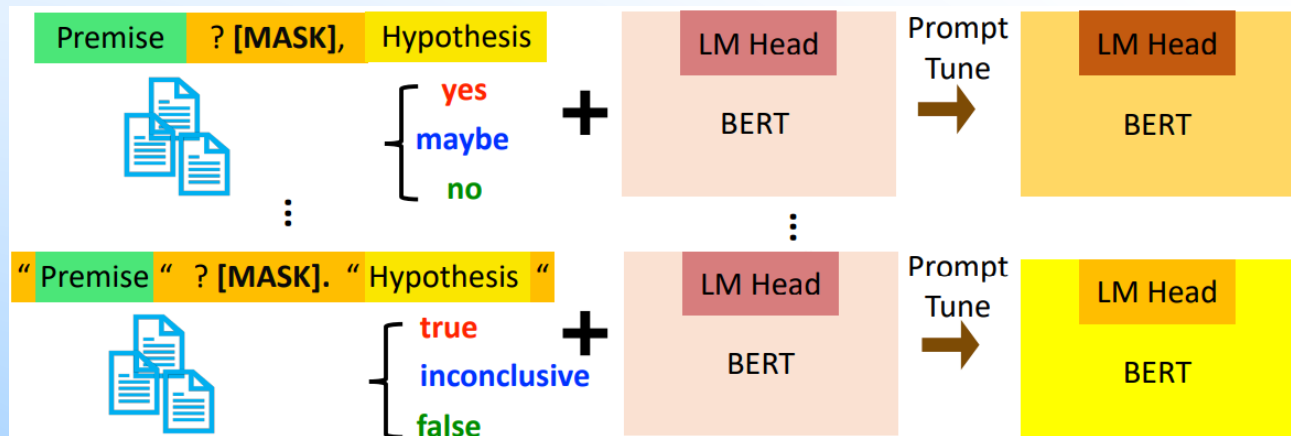 Premise ? [MASK], Hypothesis
yes
maybe
no
LM Head
BERT
Prompt
Tune
LM Head
BERT
⋮
⋮
“ Premise “ ? [MASK]. “ Hypothesis “
true
inconclusive
false
+
LM Head
BERT
Prompt
Tune
LM Head
BERT